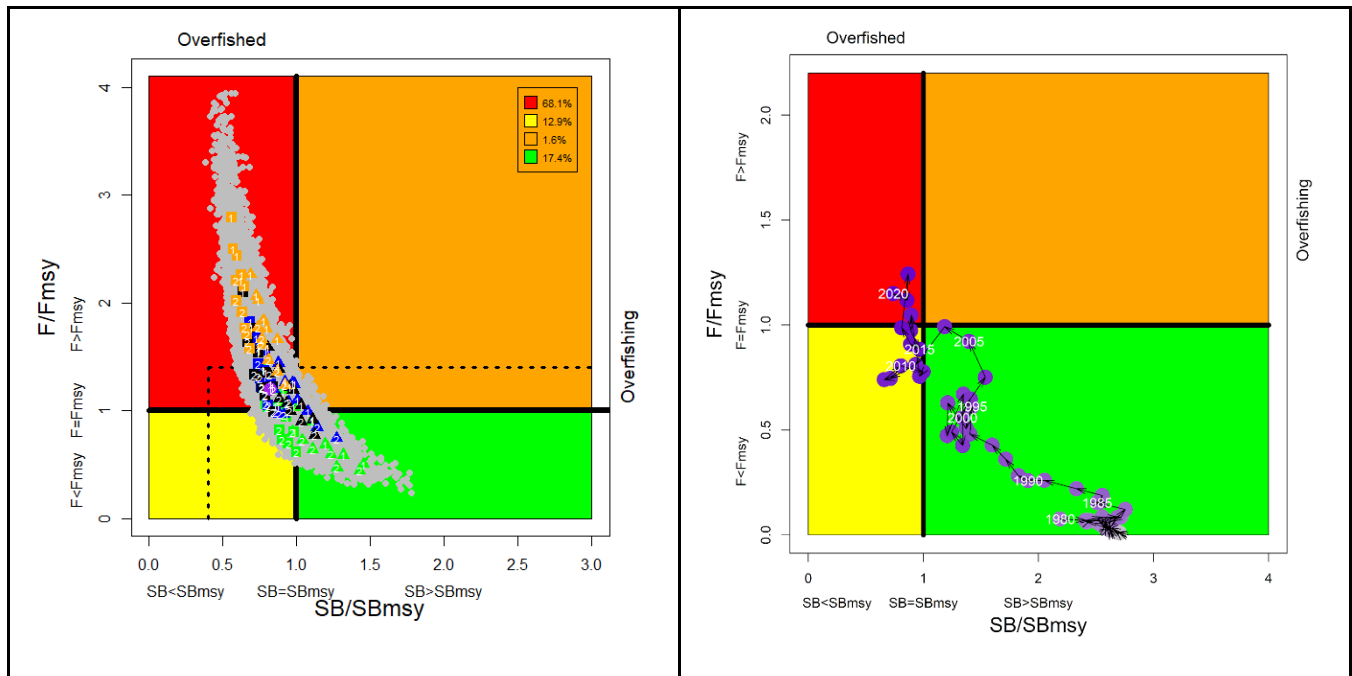 Overfished
4
3
2
1
0
F/Fmsy
F<Fmsy F=Fmsy F>Fmsy
68.1%
12.9%
1.6%
17.4%
Overfishing
0.0 0.5 1.0 1.5 2.0 2.5 3.0
SB<SBmsy SB=SBmsy SB>SBmsy
SB/SBmsy
Overfished
2.0
1.5
1.0
0.5
0.0
F/Fmsy
F<Fmsy F=Fmsy F>Fmsy
2020
2005
2015
2010
1995
2000
1990
1985
1980
Overfishing
0 1 2 3 4
SB<SBmsy SB=SBmsy SB>SBmsy
SB/SBmsy